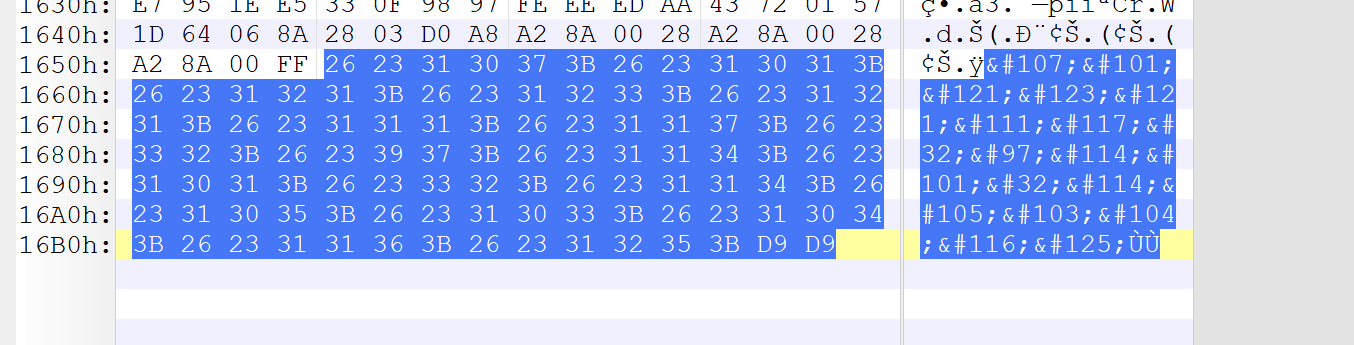 1630h: E7 95 1E E5 33 0F 98 97 FE EE ED AA 43 72 01 57 ç•.å3.˜—þîíªCr.W
1640h: 1D 64 06 8A 28 03 D0 A8 A2 8A 00 28 A2 8A 00 28 .d.Š(.Ð¨¢Š.(¢Š.(
1650h: A2 8A 00 FF 26 23 31 30 37 3B 26 23 31 30 31 3B ¢Š.ÿ&#107;&#101;
1660h: 26 23 31 32 31 3B 26 23 31 32 33 3B 26 23 31 32 &#121;&#123;&#12
1670h: 31 3B 26 23 31 31 31 3B 26 23 31 31 37 3B 26 23 1;&#111;&#117;&#
1680h: 33 32 3B 26 23 39 37 3B 26 23 31 31 34 3B 26 23 32;&#97;&#114;&#
1690h: 31 30 31 3B 26 23 33 32 3B 26 23 31 31 34 3B 26 101;&#32;&#114;&
16A0h: 23 31 30 35 3B 26 23 31 30 33 3B 26 23 31 30 34 #105;&#103;&#104
16B0h: 3B 26 23 31 31 36 3B 26 23 31 32 35 3B D9 D9 ;&#116;&#125;ÙÙ